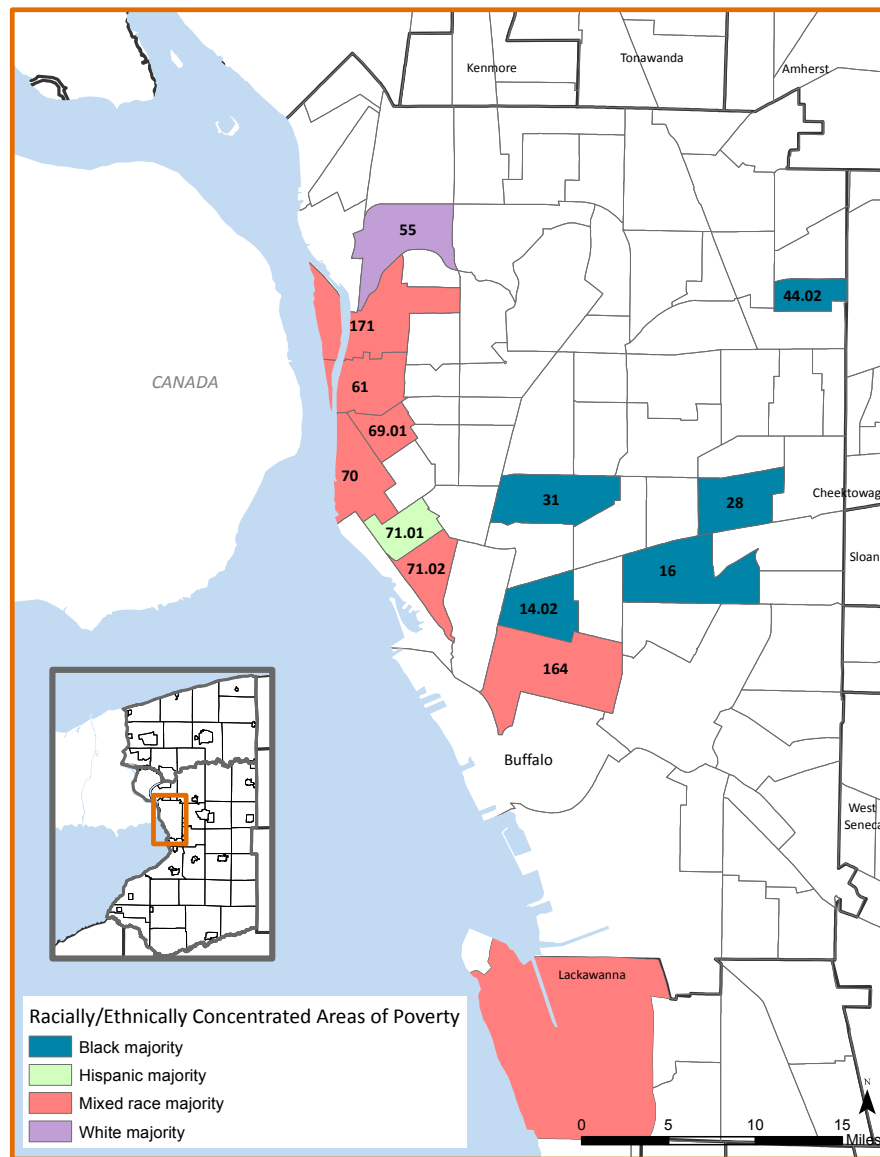 Kenmore
Tonawanda
Amherst
55
44.02
171
CANADA
61
69.01
70
31
28
Cheektowag
71.01
Sloan
71.02
16
14.02
164
Buffalo
West
Seneca
Lackawanna
Racially/Ethnically Concentrated Areas of Poverty
Black majority
Hispanic majority
Mixed race majority
White majority
N
0 5 10 15
Miles